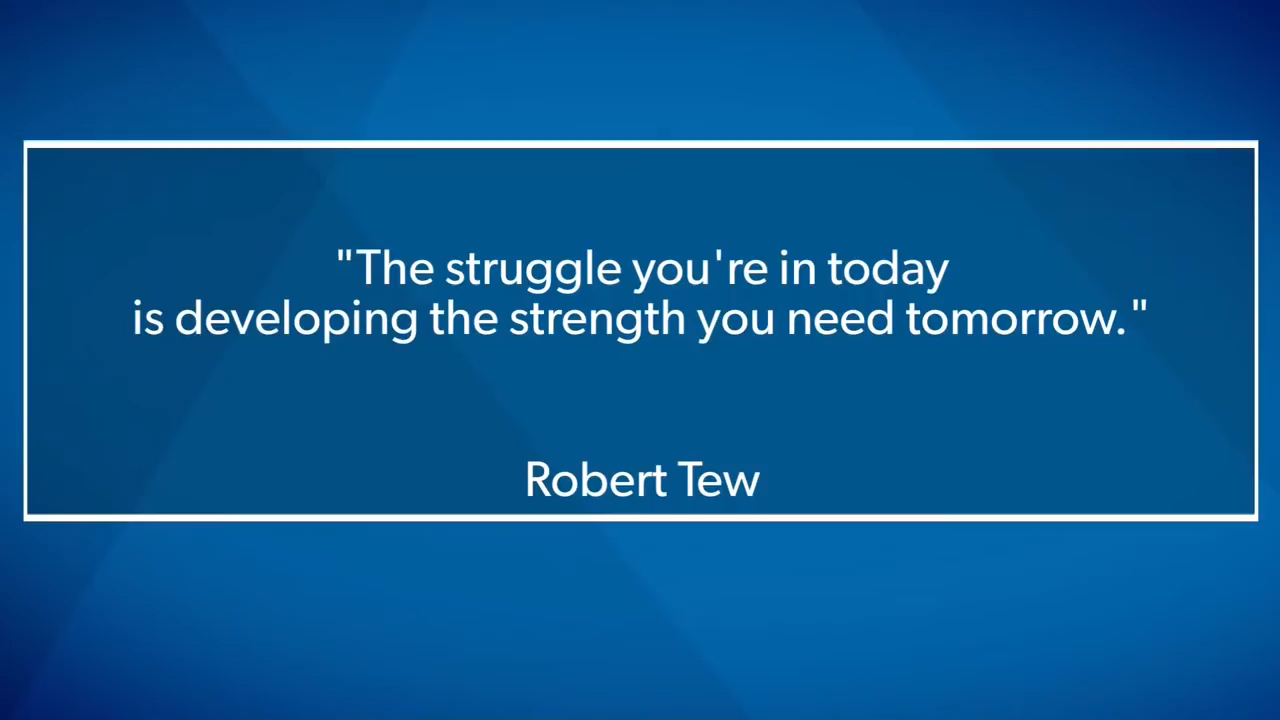 "The struggle you're in today
is developing the strength you need tomorrow."
Robert Tew